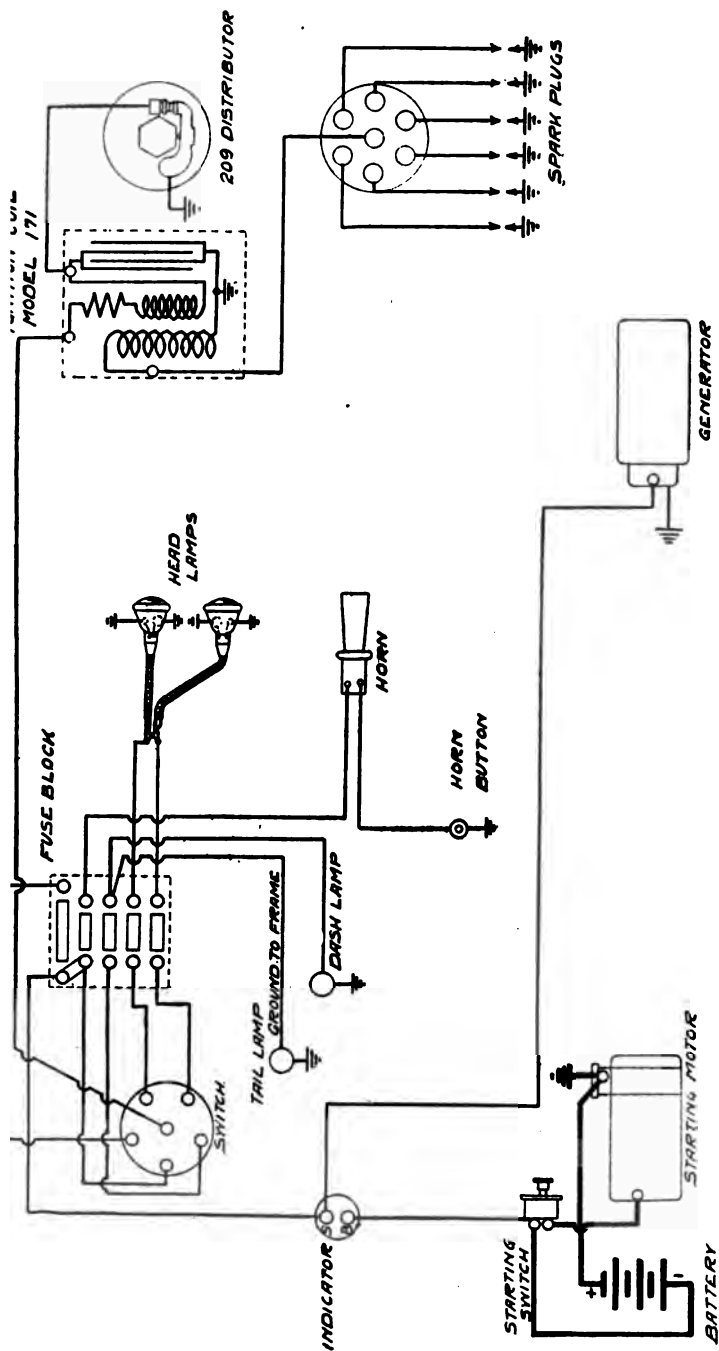 MODEL 171
209 DISTRIBUTOR
SPARK PLUGS
GENERATOR
HEAD
LAMPS
HORN
HORN
BUTTON
FUSE BLOCK
DASH LAMP
GROUND TO FRAME
TAIL LAMP
SWITCH
STARTING MOTOR
S
B
INDICATOR
STARTING
SWITCH
+
-
BATTERY